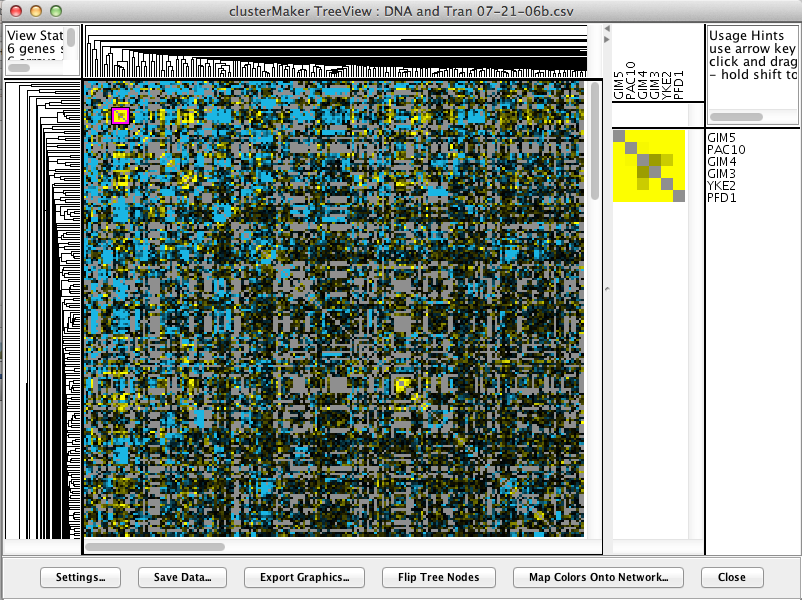 clusterMaker TreeView : DNA and Tran 07-21-06b.csv
View Stat
6 genes
GIM5
PAC10
GIM4
GIM3
YKE2
PFD1
Usage Hints
use arrow key
click and drag
- hold shift to
GIM5
PAC10
GIM4
GIM3
YKE2
PFD1
Settings...
Save Data...
Export Graphics...
Flip Tree Nodes
Map Colors Onto Network...
Close